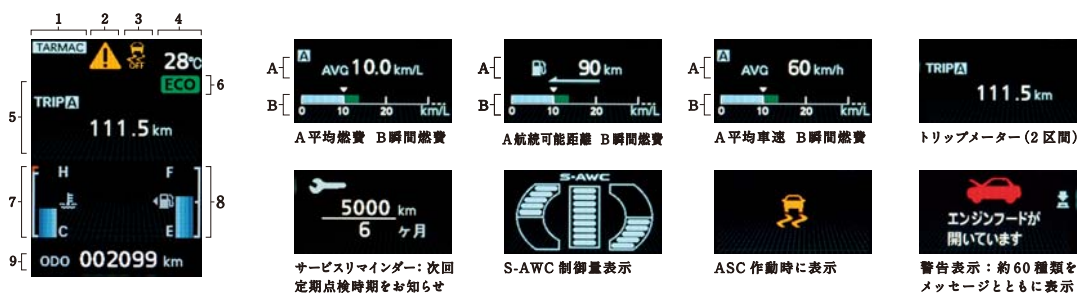 1 2 3 4
TARMAC
OFF
28℃
ECO
6
5
TRIP A
111.5 km
7
H
F
C
E
8
9
ODO 002099 km
A
A
AVG 10.0 km/L
B
0 10 20 km/L
A平均燃費 B瞬間燃費
A
90 km
B
0 10 20 km/L
A航続可能距離 B瞬間燃費
A
A
AVG 60 km/h
B
0 10 20 km/L
A平均車速 B瞬間燃費
TRIP A
111.5 km
トリップメーター(2区間)
5000 km
6 ヶ月
サービスリマインダー:次回
定期点検時期をお知らせ
S-AWC
S-AWC 制御量表示
ASC 作動時に表示
エンジンフードが
開いています
警告表示:約60種類を
メッセージとともに表示